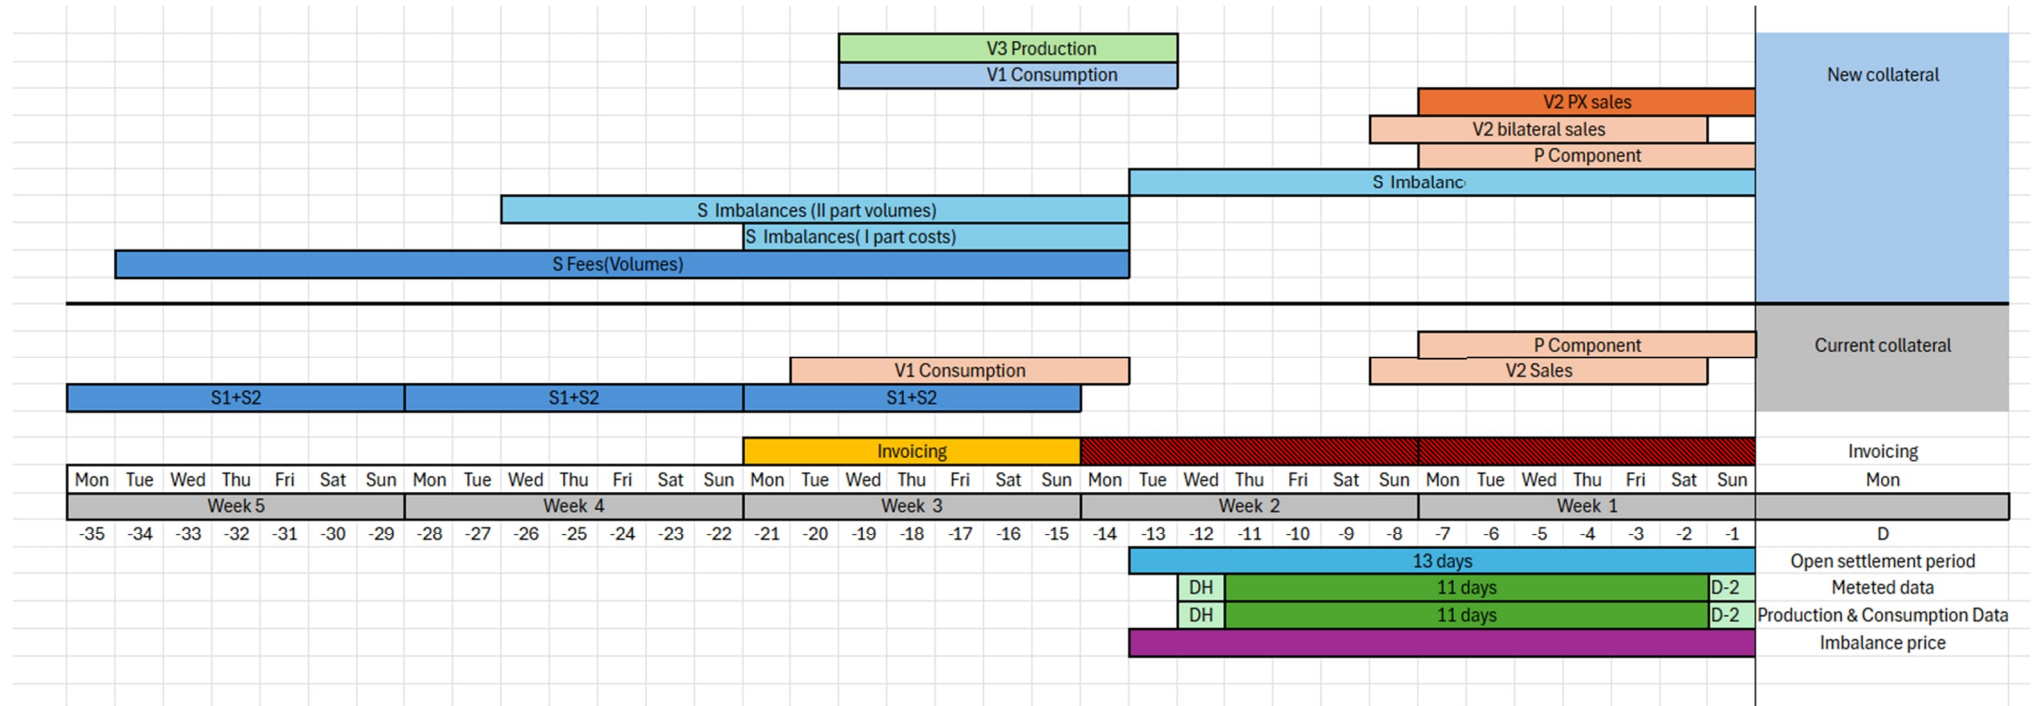 V3 Production
V1 Consumption
New collateral
V2 PX sales
V2 bilateral sales
P Component
S Imbalanc
S Imbalances (II part volumes)
S Imbalances( I part costs)
S Fees(Volumes)
P Component
Current collateral
V1 Consumption
V2 Sales
S1+S2 S1+S2 S1+S2
Invoicing Invoicing
Mon Tue Wed Thu Fri Sat Sun Mon Tue Wed Thu Fri Sat Sun Mon Tue Wed Thu Fri Sat Sun Mon Tue Wed Thu Fri Sat Sun Mon Tue Wed Thu Fri Sat Sun Mon
Week 5 Week 4 Week 3 Week 2 Week 1
-35 -34 -33 -32 -31 -30 -29 -28 -27 -26 -25 -24 -23 -22 -21 -20 -19 -18 -17 -16 -15 -14 -13 -12 -11 -10 -9 -8 -7 -6 -5 -4 -3 -2 -1 D
13 days Open settlement period
DH 11 days D-2 Meteted data
DH 11 days D-2 Production & Consumption Data
Imbalance price